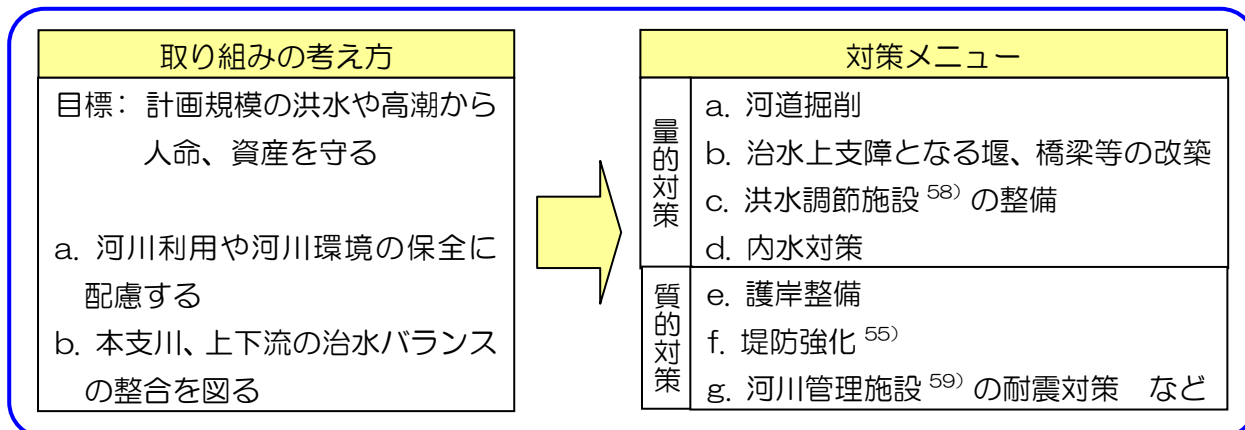 取り組みの考え方
目標： 計画規模の洪水や高潮から
人命、資産を守る
a. 河川利用や河川環境の保全に
配慮する
b. 本支川、上下流の治水バランス
の整合を図る
対策メニュー
量的対策
a. 河道掘削
b. 治水上支障となる堰、橋梁等の改築
c. 洪水調節施設 58) の整備
d. 内水対策
質的対策
e. 護岸整備
f. 堤防強化 55)
g. 河川管理施設 59) の耐震対策　など